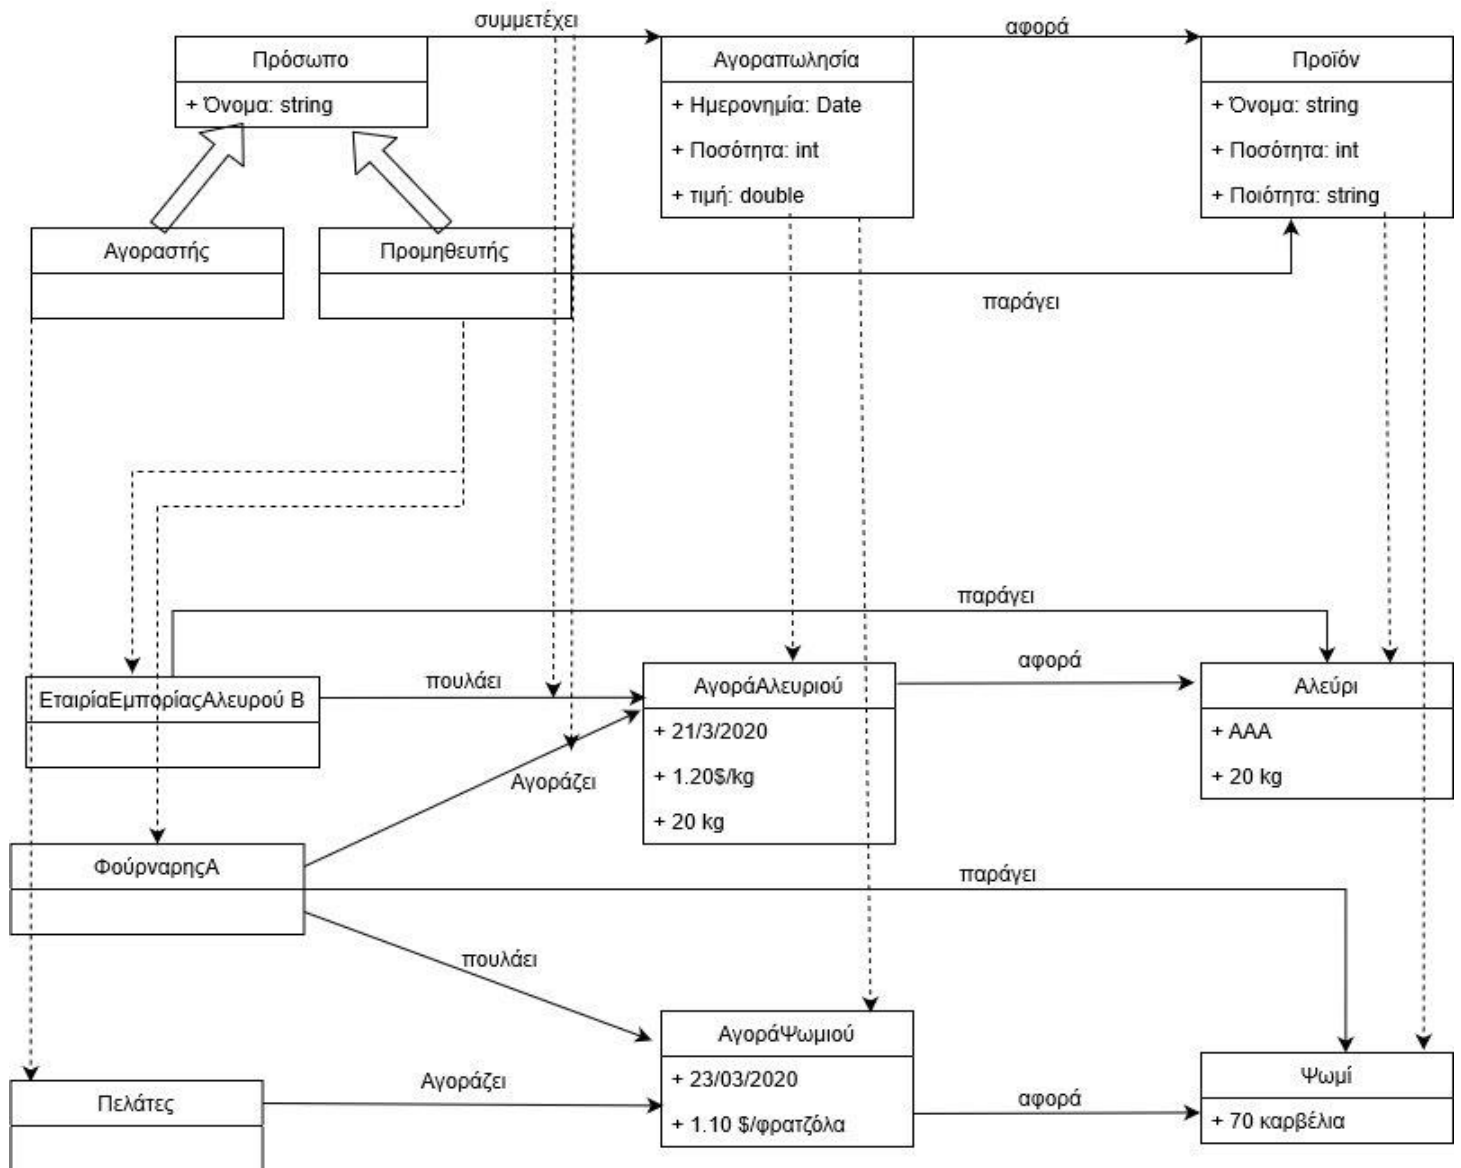 συμμετέχει
αφορά
Πρόσωπο
+ Όνομα: string
Αγοραπωλησία
+ Ημερονημία: Date
+ Ποσότητα: int
+ τιμή: double
Προϊόν
+ Όνομα: string
+ Ποσότητα: int
+ Ποιότητα: string
Αγοραστής
Προμηθευτής
παράγει
παράγει
ΕταιρίαΕμπορίαςΑλευρού Β
πουλάει
ΑγοράΑλευριού
+ 21/3/2020
+ 1.20$/kg
+ 20 kg
αφορά
Αλεύρι
+ ΑΑΑ
+ 20 kg
Αγοράζει
ΦούρναρηςΑ
παράγει
πουλάει
ΑγοράΨωμιού
+ 23/03/2020
+ 1.10 $/φρατζόλα
Πελάτες
Αγοράζει
αφορά
Ψωμί
+ 70 καρβέλια